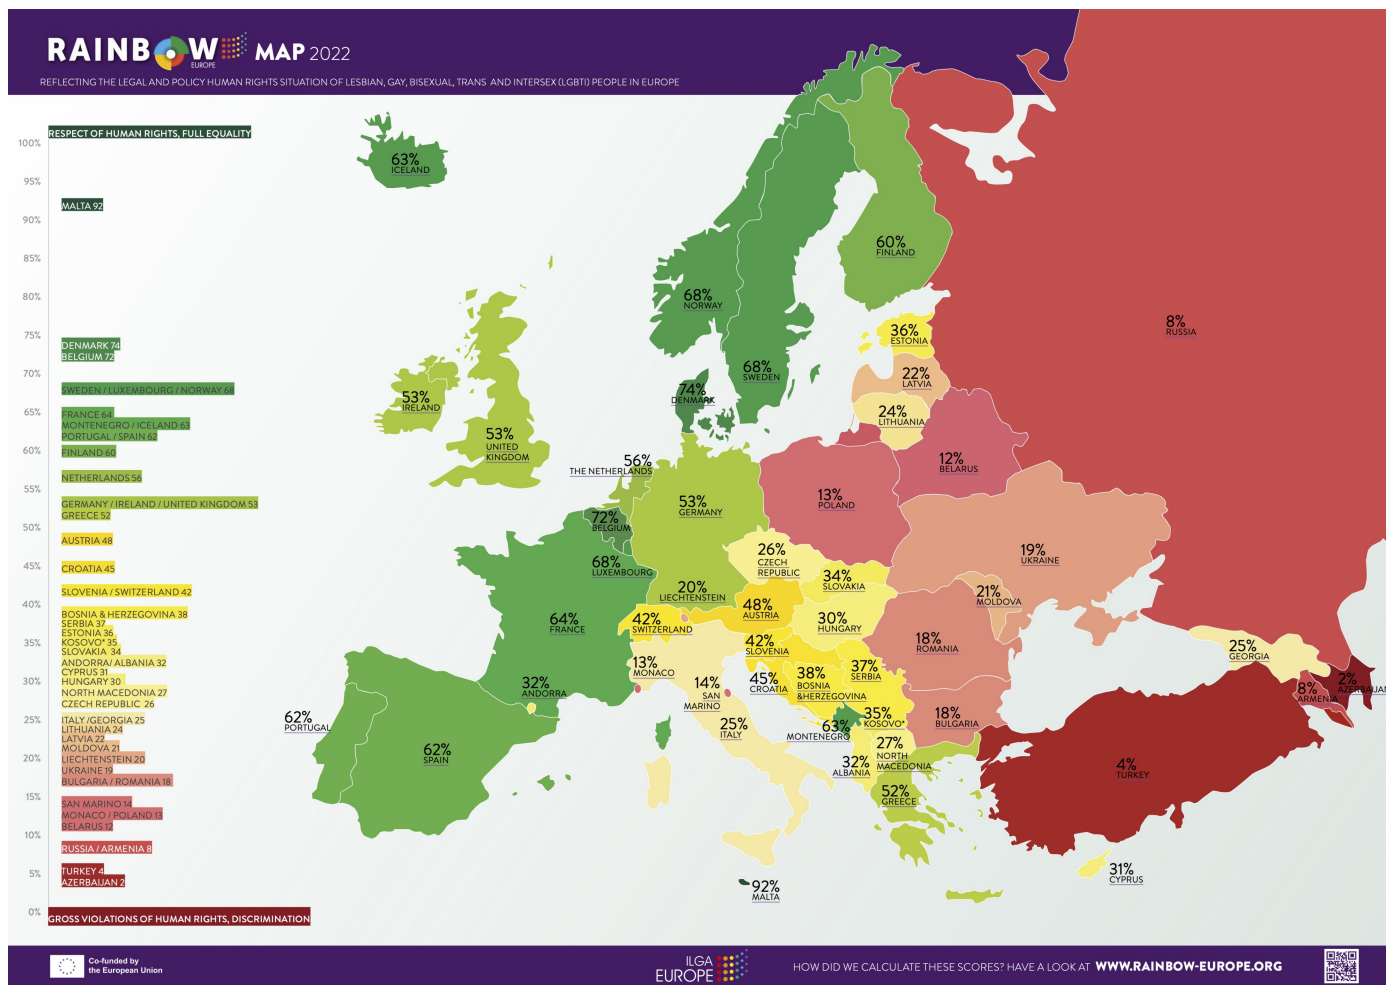 RAINBOW
EUROPE
MAP 2022
REFLECTING THE LEGAL AND POLICY HUMAN RIGHTS SITUATION OF LESBIAN, GAY, BISEXUAL, TRANS AND INTERSEX (LGBTI) PEOPLE IN EUROPE
RESPECT OF HUMAN RIGHTS, FULL EQUALITY
100%
95%
90%
85%
80%
75%
70%
65%
60%
55%
50%
45%
40%
35%
30%
25%
20%
15%
10%
5%
0%
MALTA 92
DENMARK 74
BELGIUM 72
SWEDEN / LUXEMBOURG / NORWAY 68
FRANCE 64
MONTENEGRO / ICELAND 63
PORTUGAL / SPAIN 62
FINLAND 60
NETHERLANDS 56
GERMANY / IRELAND / UNITED KINGDOM 53
GREECE 52
AUSTRIA 48
CROATIA 45
SLOVENIA / SWITZERLAND 42
BOSNIA & HERZEGOVINA 38
SERBIA 37
ESTONIA 36
KOSOVO* 35
SLOVAKIA 34
ANDORRA/ ALBANIA 32
CYPRUS 31
HUNGARY 30
NORTH MACEDONIA 27
CZECH REPUBLIC 26
ITALY /GEORGIA 25
LITHUANIA 24
LATVIA 22
MOLDOVA 21
LIECHTENSTEIN 20
UKRAINE 19
BULGARIA / ROMANIA 18
SAN MARINO 14
MONACO / POLAND 13
BELARUS 12
RUSSIA / ARMENIA 8
TURKEY 4
AZERBAIJAN 2
GROSS VIOLATIONS OF HUMAN RIGHTS, DISCRIMINATION
63%
ICELAND
60%
FINLAND
68%
NORWAY
68%
SWEDEN
8%
RUSSIA
36%
ESTONIA
22%
LATVIA
24%
LITHUANIA
74%
DENMARK
53%
IRELAND
53%
UNITED
KINGDOM
56%
THE NETHERLANDS
12%
BELARUS
13%
POLAND
53%
GERMANY
72%
BELGIUM
68%
LUXEMBOURG
26%
CZECH
REPUBLIC
19%
UKRAINE
34%
SLOVAKIA
21%
MOLDOVA
20%
LIECHTENSTEIN
48%
AUSTRIA
64%
FRANCE
42%
SWITZERLAND
30%
HUNGARY
42%
SLOVENIA
18%
ROMANIA
25%
GEORGIA
13%
MONACO
14%
SAN
MARINO
45%
CROATIA
38%
BOSNIA
&HERZEGOVINA
37%
SERBIA
32%
ANDORRA
8%
ARMENIA
2%
AZERBAIJAN
62%
PORTUGAL
62%
SPAIN
25%
ITALY
63%
MONTENEGRO
35%
KOSOVO*
18%
BULGARIA
27%
NORTH
MACEDONIA
32%
ALBANIA
52%
GREECE
4%
TURKEY
31%
CYPRUS
92%
MALTA
Co-funded by
the European Union
ILGA
EUROPE
HOW DID WE CALCULATE THESE SCORES? HAVE A LOOK AT WWW.RAINBOW-EUROPE.ORG